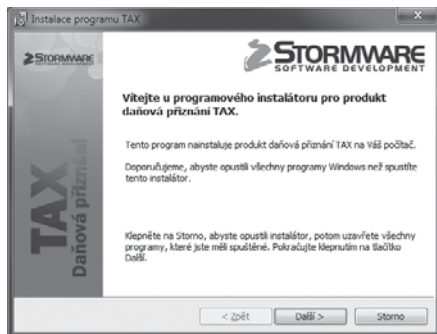 Instalace programu TAX
STORMWARE
STORMWARE
SOFTWARE DEVELOPMENT
TAX
Daňová přiznání
Vítejte u programového instalátoru pro produkt
daňová přiznání TAX.
Tento program nainstaluje produkt daňová přiznání TAX na Váš počítač.
Doporučujeme, abyste opustili všechny programy Windows než spustíte
tento instalátor.
Klepněte na Storno, abyste opustili instalátor, potom uzavřete všechny
programy, které jste měli spuštěné. Pokračujte klepnutím na tlačítko
Další.
< Zpět
Další >
Storno